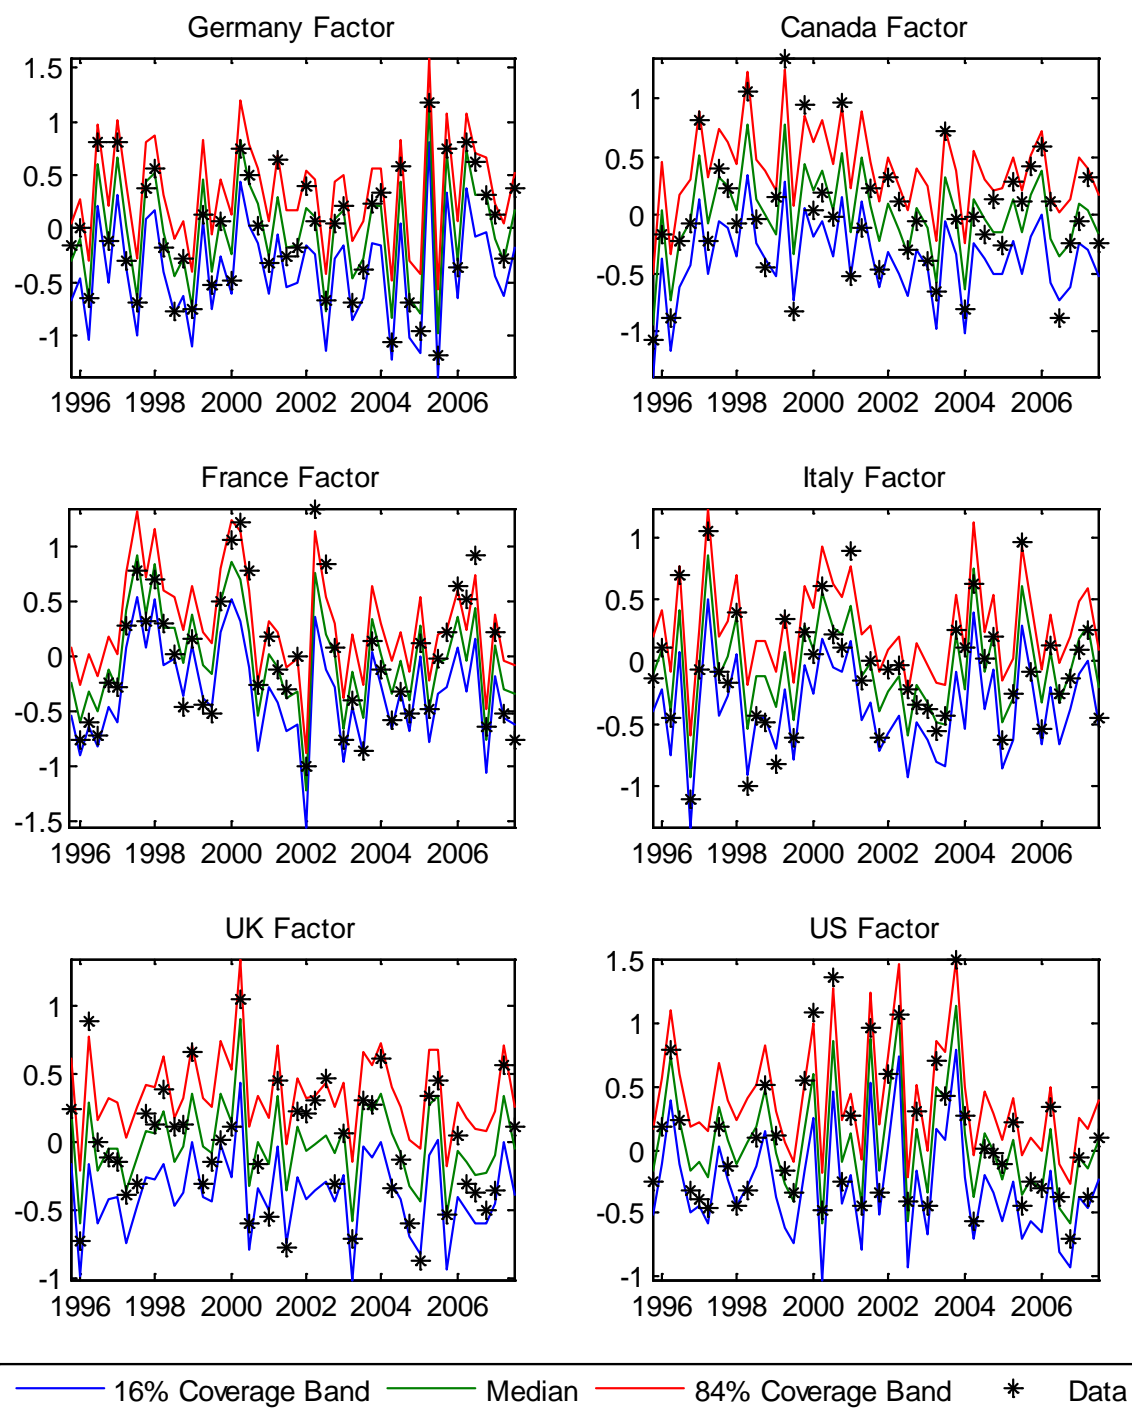 Germany Factor
1.5
1
0.5
0
-0.5
-1
1996 1998 2000 2002 2004 2006
Canada Factor
1
0.5
0
-0.5
-1
1996 1998 2000 2002 2004 2006
France Factor
1
0.5
0
-0.5
-1
-1.5
1996 1998 2000 2002 2004 2006
Italy Factor
1
0.5
0
-0.5
-1
1996 1998 2000 2002 2004 2006
UK Factor
1
0.5
0
-0.5
-1
1996 1998 2000 2002 2004 2006
US Factor
1.5
1
0.5
0
-0.5
-1
1996 1998 2000 2002 2004 2006
16% Coverage Band Median 84% Coverage Band Data